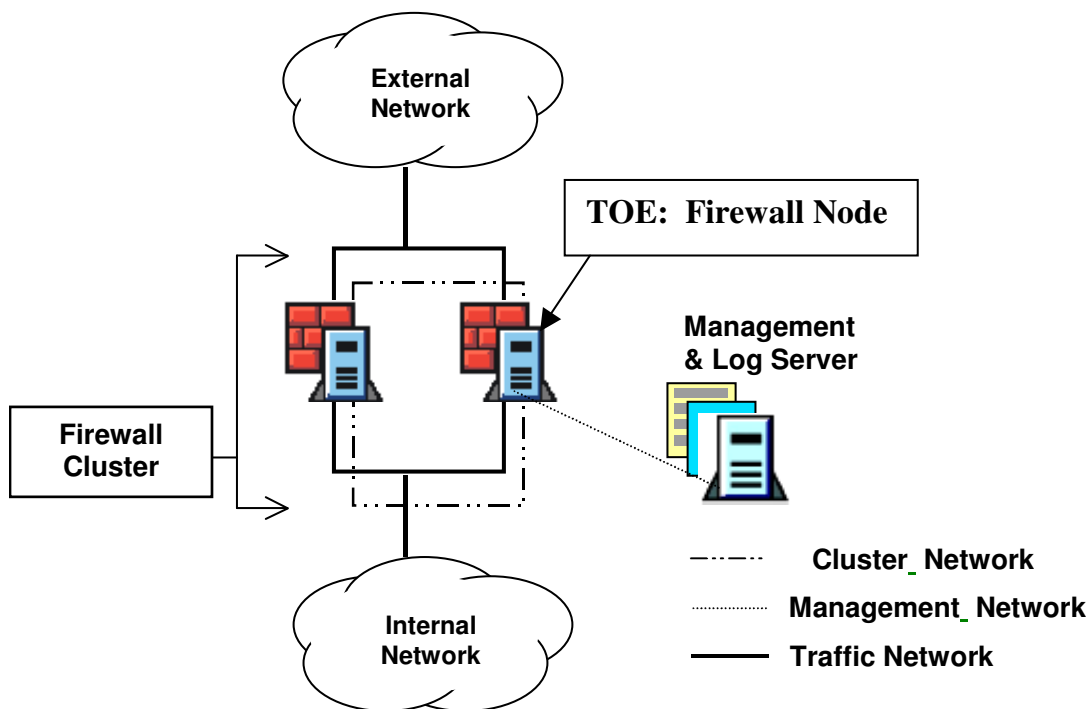 External
Network
TOE:  Firewall Node
Management
& Log Server
Firewall
Cluster
Cluster_ Network
Management_ Network
Traffic Network
Internal
Network